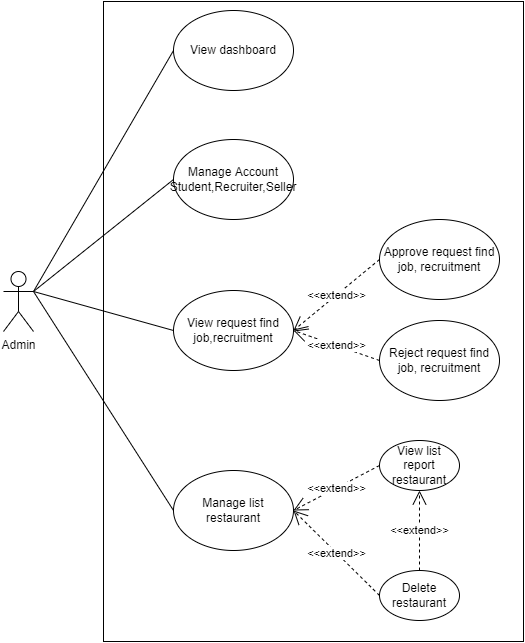 View dashboard
Manage Account
Student,Recruiter,Seller
Approve request find
job, recruitment
<<extend>>
Admin
View request find
job,recruitment
<<extend>>
Reject request find
job, recruitment
View list
report
restaurant
<<extend>>
Manage list
restaurant
<<extend>>
<<extend>>
Delete
restaurant